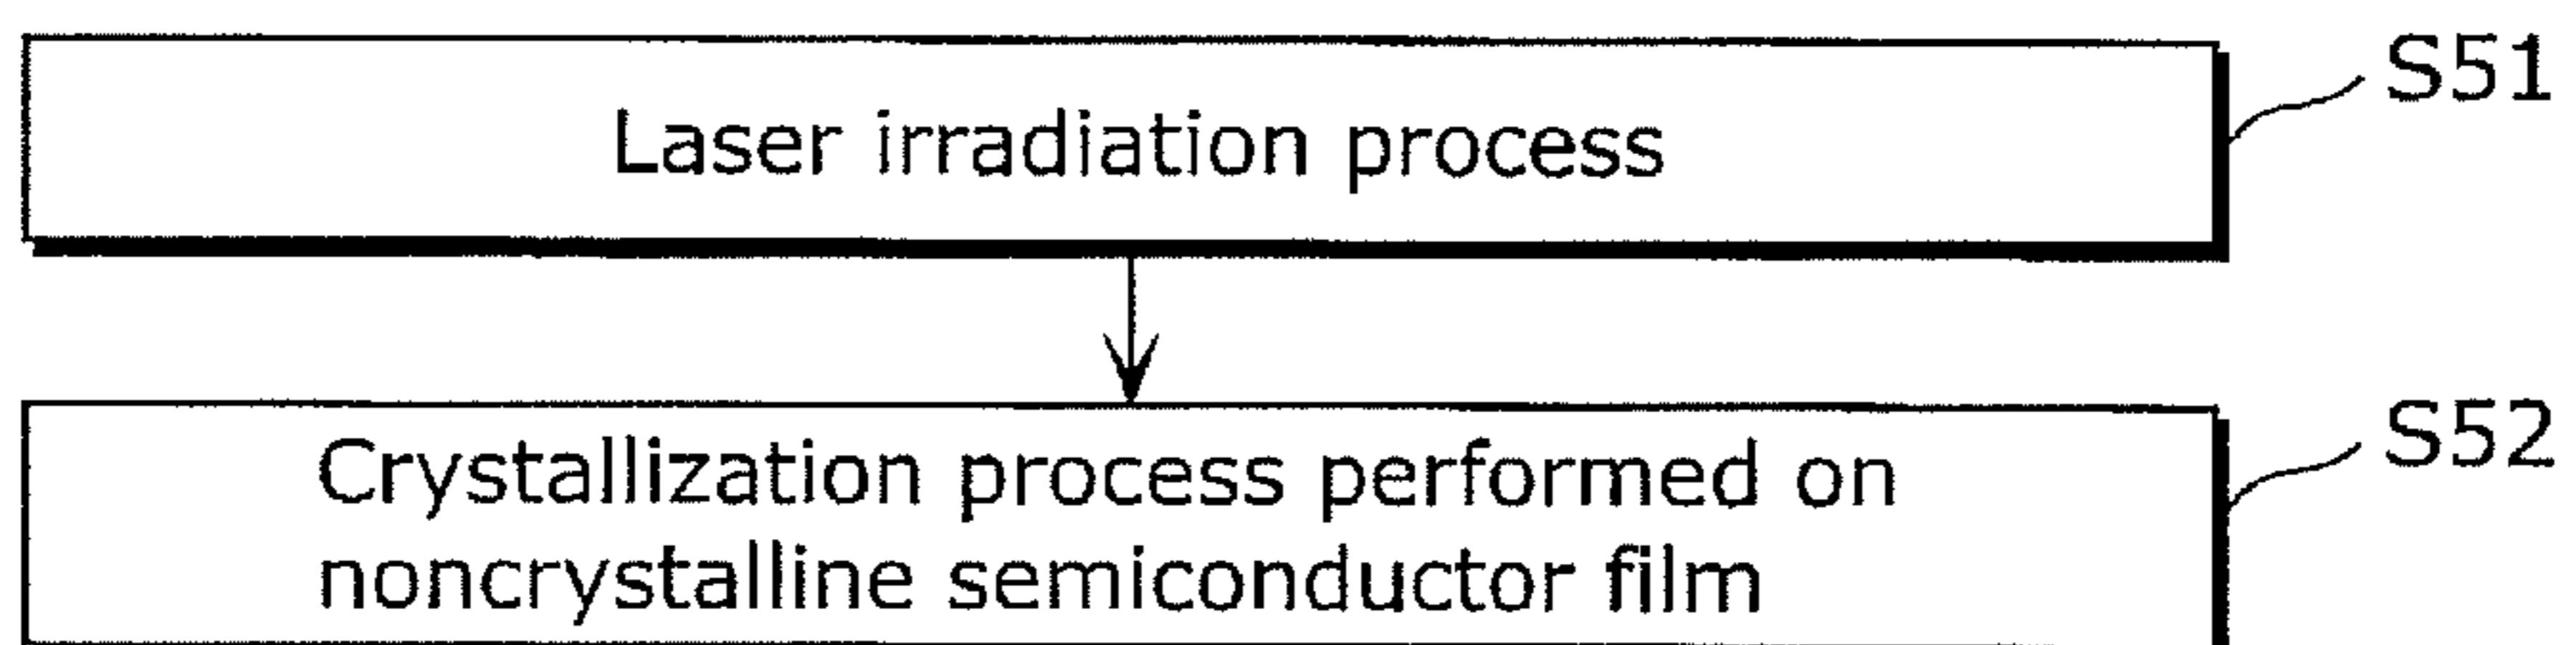 Laser irradiation process
S51
Crystallization process performed on
noncrystalline semiconductor film
S52